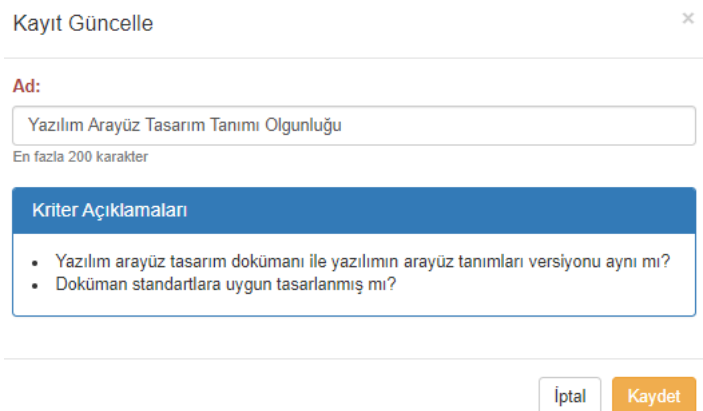 Kayıt Güncelle
×
Ad:
Yazılım Arayüz Tasarım Tanımı Olgunluğu
En fazla 200 karakter
Kriter Açıklamaları
• Yazılım arayüz tasarım dokümanı ile yazılımın arayüz tanımları versiyonu aynı mı?
• Doküman standartlara uygun tasarlanmış mı?
İptal Kaydet